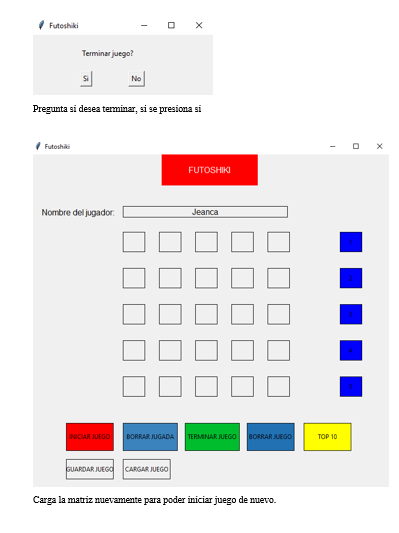 Futoshiki
Terminar juego?
Si
No
Pregunta si desea terminar, si se presiona si
Futoshiki
FUTOSHIKI
Nombre del jugador:
Jeanca
INICIAR JUEGO
BORRAR JUGADA
TERMINAR JUEGO
BORRAR JUEGO
TOP 10
GUARDAR JUEGO
CARGAR JUEGO
Carga la matriz nuevamente para poder iniciar juego de nuevo.